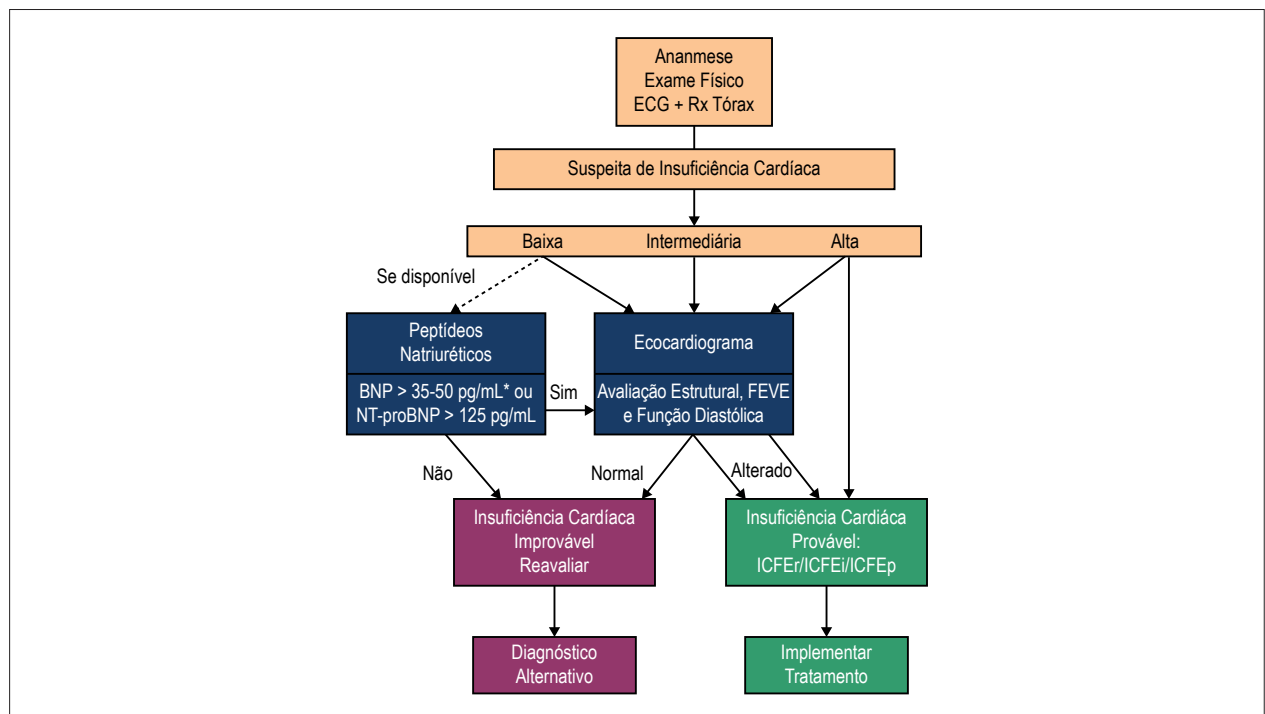 Ananmese
Exame Físico
ECG + Rx Tórax
Suspeita de Insuficiência Cardíaca
Baixa Intermediária Alta
Se disponível
Peptídeos
Natriuréticos
BNP > 35-50 pg/mL* ou
NT-proBNP > 125 pg/mL
Sim
Ecocardiograma
Avaliação Estrutural, FEVE
e Função Diastólica
Não
Normal
Alterado
Insuficiência Cardíaca
Improvável
Reavaliar
Insuficiência Cardiáca
Provável:
ICFEr/ICFEi/ICFEp
Diagnóstico
Alternativo
Implementar
Tratamento